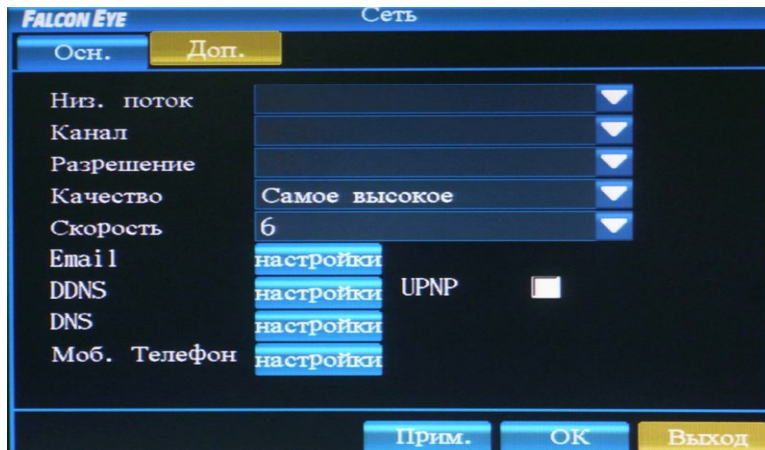 FALCON EYE Сеть
Осн. Доп.
Низ. поток
Канал
Разрешение
Качество Самое высокое
Скорость 6
Email настройки
DDNS настройки UPNP
DNS настройки
Моб. Телефон настройки
Прим. ОК Выход